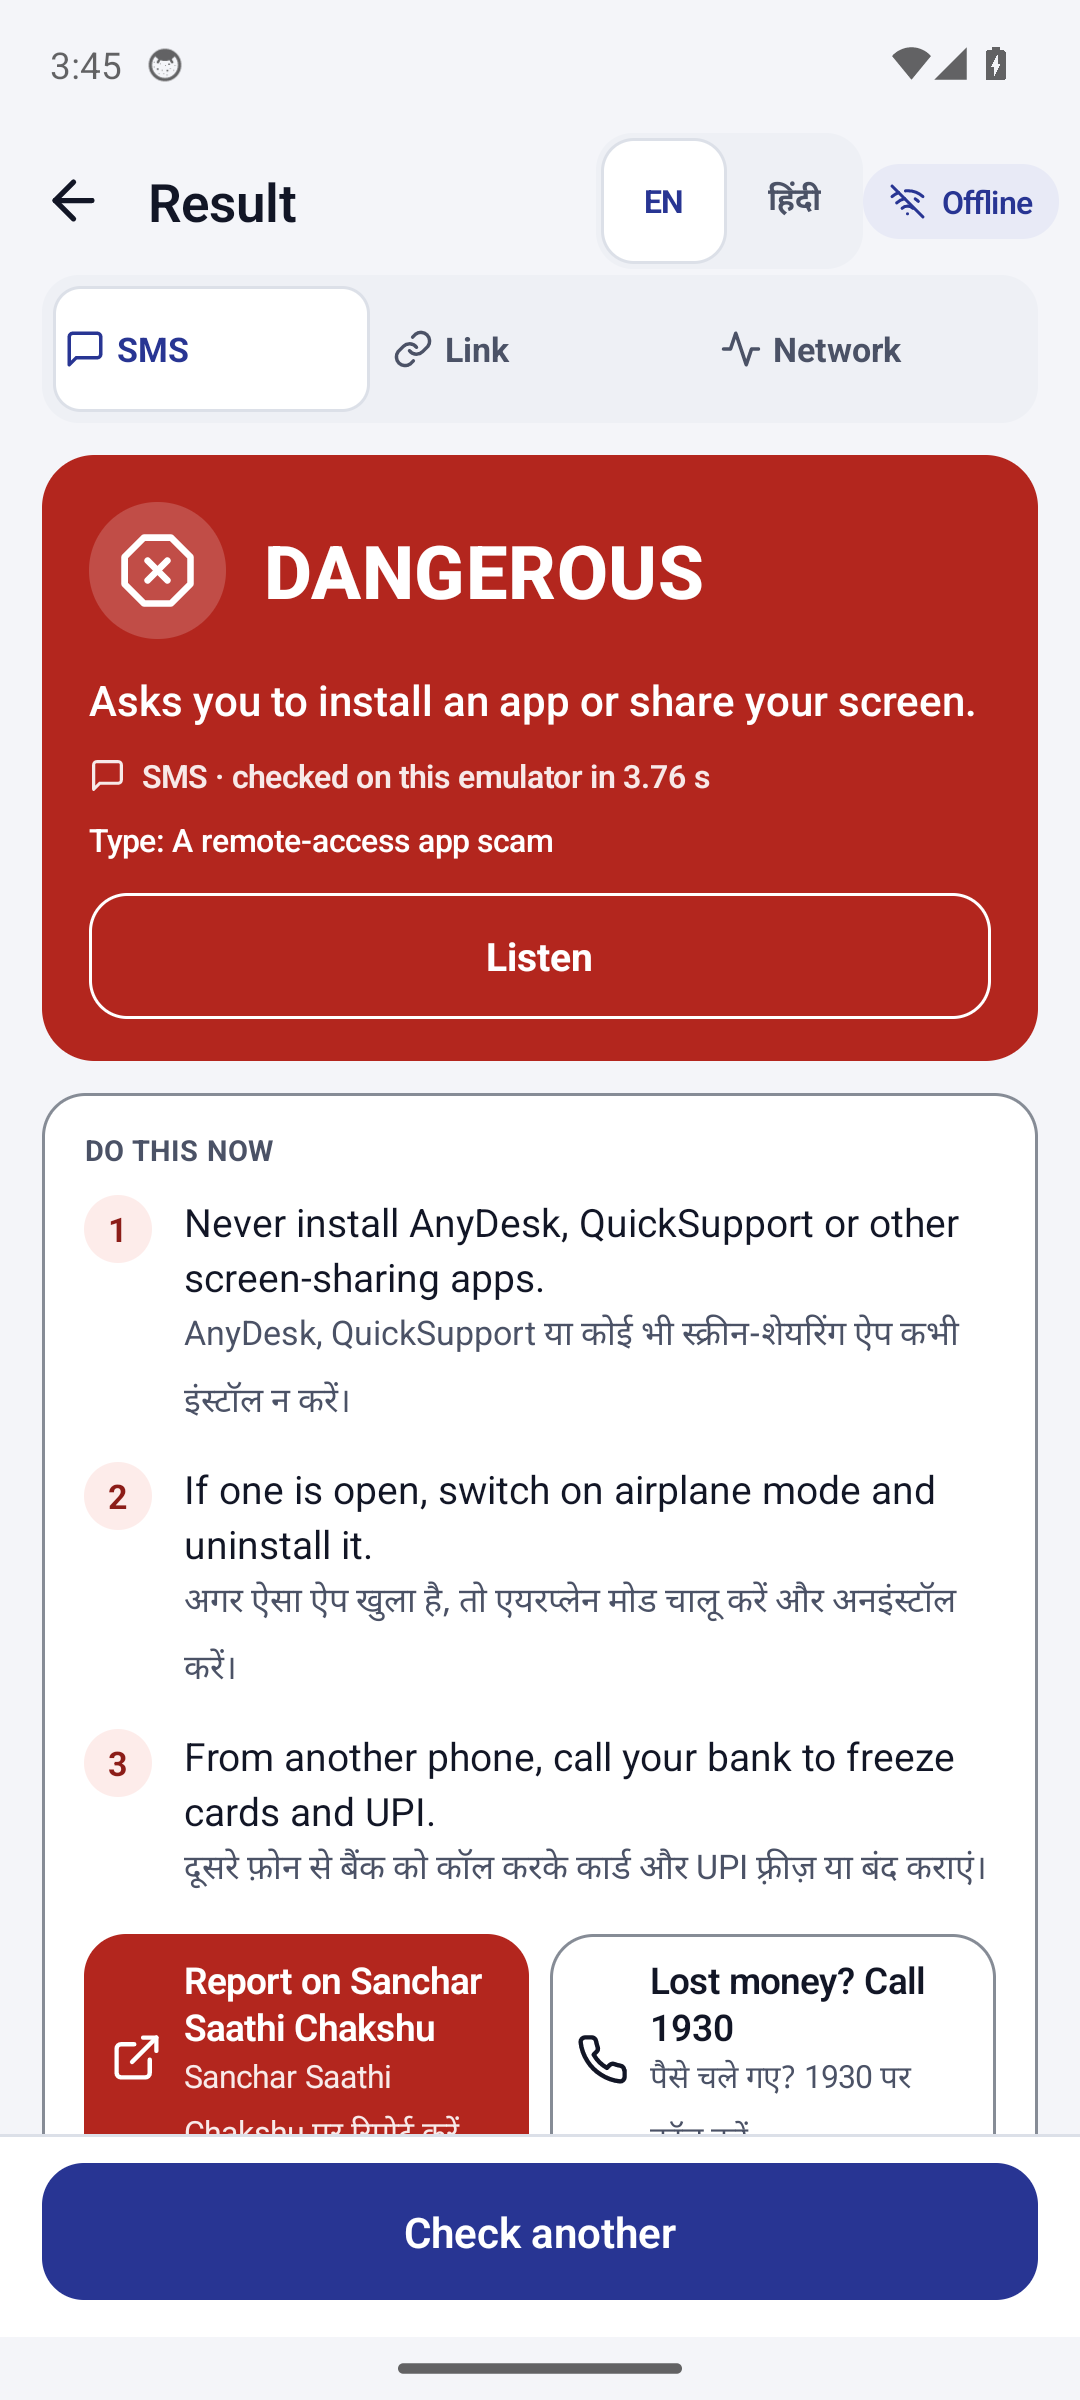 3:45
Result
EN
हिंदी
Offline
SMS
Link
Network
DANGEROUS
Asks you to install an app or share your screen.
SMS · checked on this emulator in 3.76 s
Type: A remote-access app scam
Listen
DO THIS NOW
1
Never install AnyDesk, QuickSupport or other
screen-sharing apps.
AnyDesk, QuickSupport या कोई भी स्क्रीन-शेयरिंग ऐप कभी
इंस्टॉल न करें।
2
If one is open, switch on airplane mode and
uninstall it.
अगर ऐसा ऐप खुला है, तो एयरप्लेन मोड चालू करें और अनइंस्टॉल
करें।
3
From another phone, call your bank to freeze
cards and UPI.
दूसरे फ़ोन से बैंक को कॉल करके कार्ड और UPI फ़्रीज़ या बंद कराएं।
Report on Sanchar
Saathi Chakshu
Sanchar Saathi
Chakshu पर रिपोर्ट करें
Lost money? Call
1930
पैसे चले गए? 1930 पर
कॉल करें
Check another